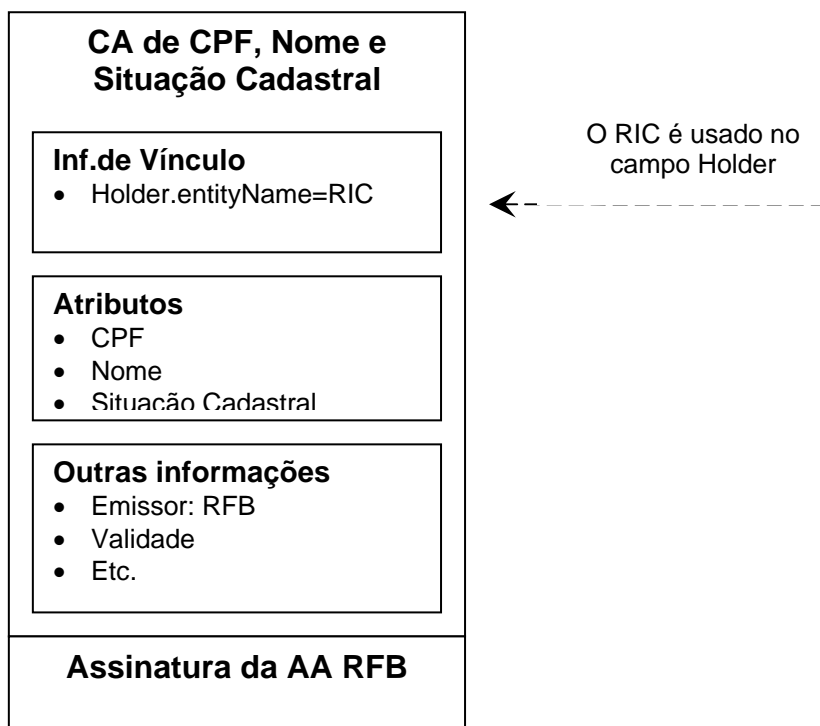 CA de CPF, Nome e
Situação Cadastral
Inf.de Vínculo
• Holder.entityName=RIC
Atributos
• CPF
• Nome
• Situação Cadastral
Outras informações
• Emissor: RFB
• Validade
• Etc.
Assinatura da AA RFB
O RIC é usado no
campo Holder